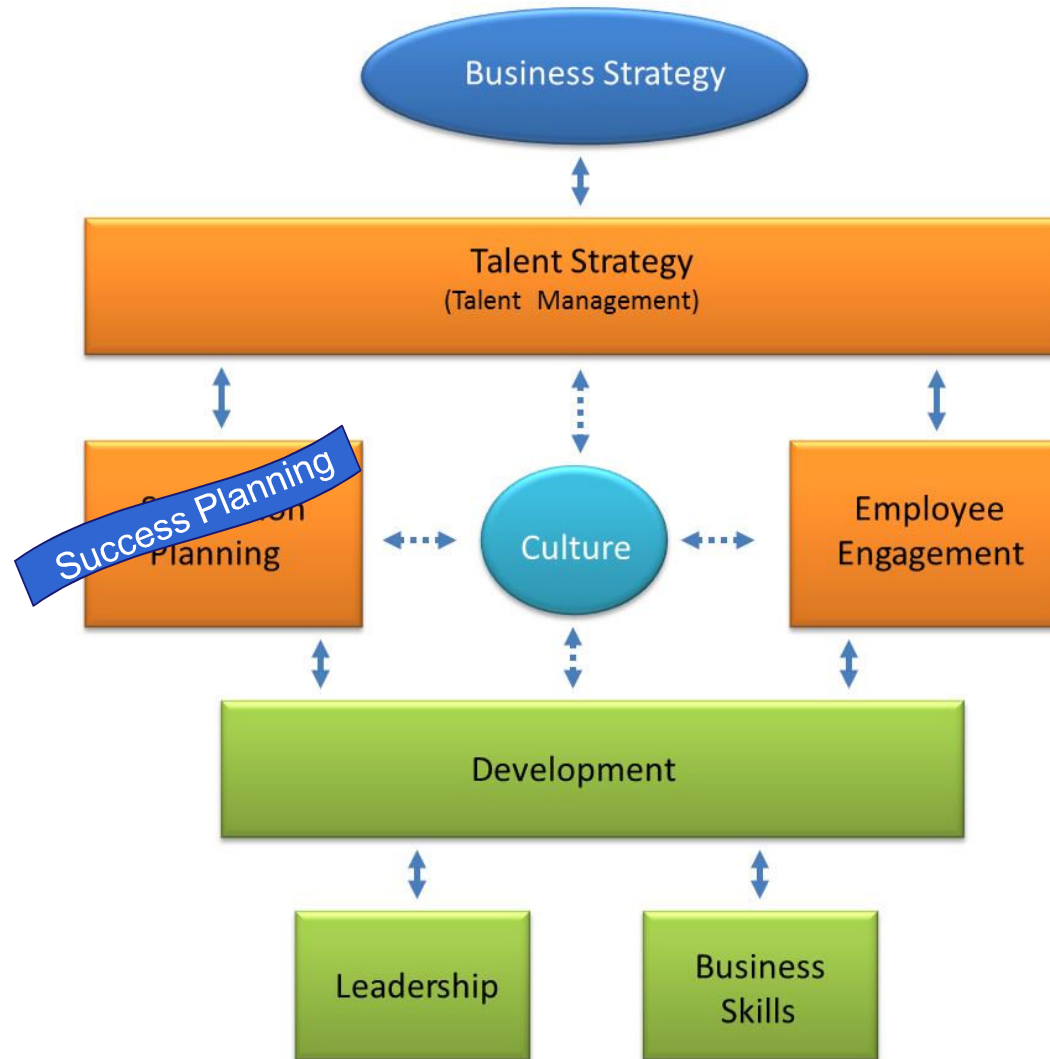 Business Strategy
Talent Strategy
(Talent Management)
Success Planning
Planning
Culture
Employee
Engagement
Development
Leadership
Business
Skills